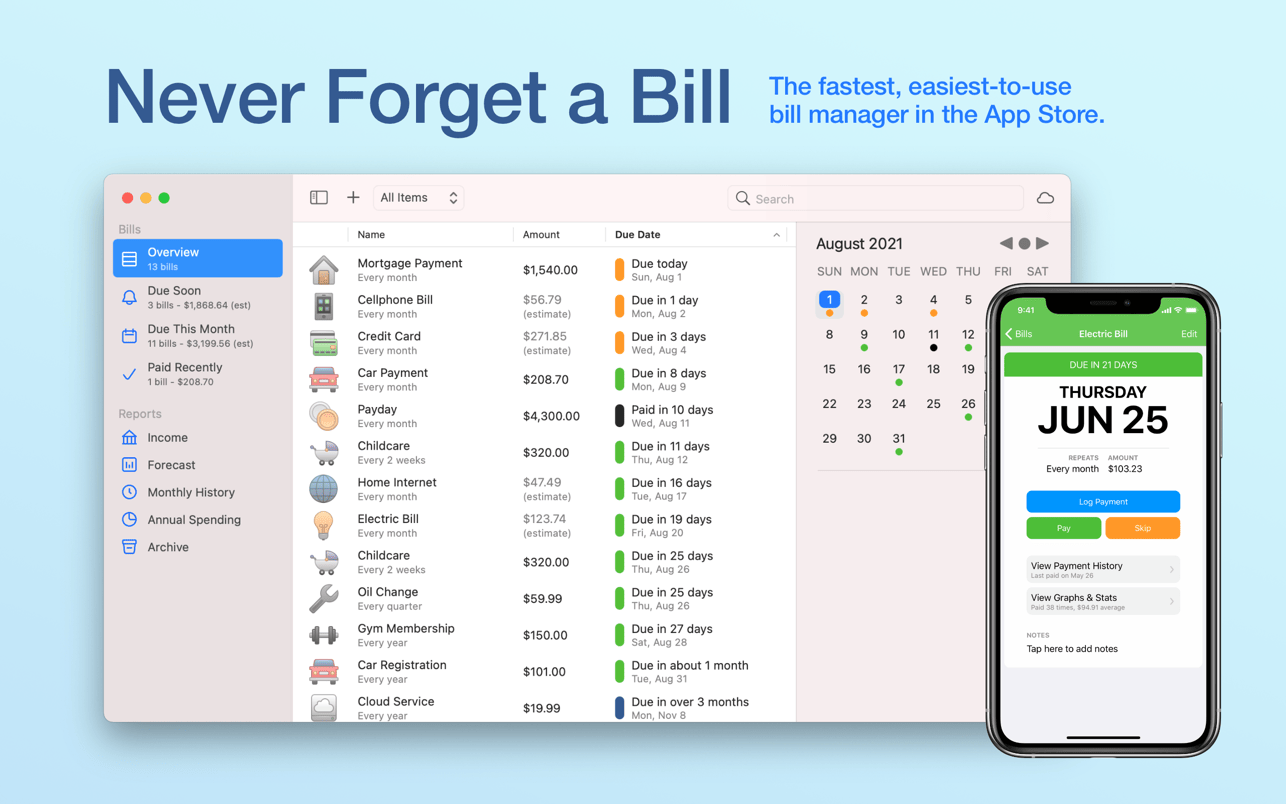 Never Forget a Bill
The fastest, easiest-to-use
bill manager in the App Store.
All Items
Search
Bills
Overview
13 bills
Due Soon
3 bills - $1,868.64 (est)
Due This Month
11 bills - $3,199.56 (est)
Paid Recently
1 bill - $208.70
Reports
Income
Forecast
Monthly History
Annual Spending
Archive
Name Amount Due Date
Mortgage Payment $1,540.00 Due today
Every month Sun, Aug 1
Cellphone Bill $56.79 Due in 1 day
Every month (estimate) Mon, Aug 2
Credit Card $271.85 Due in 3 days
Every month (estimate) Wed, Aug 4
Car Payment $208.70 Due in 8 days
Every month Mon, Aug 9
Payday $4,300.00 Paid in 10 days
Every month Wed, Aug 11
Childcare $320.00 Due in 11 days
Every 2 weeks Thu, Aug 12
Home Internet $47.49 Due in 16 days
Every month (estimate) Tue, Aug 17
Electric Bill $123.74 Due in 19 days
Every month (estimate) Fri, Aug 20
Childcare $320.00 Due in 25 days
Every 2 weeks Thu, Aug 26
Oil Change $59.99 Due in 25 days
Every quarter Thu, Aug 26
Gym Membership $150.00 Due in 27 days
Every year Sat, Aug 28
Car Registration $101.00 Due in about 1 month
Every year Tue, Aug 31
Cloud Service $19.99 Due in over 3 months
Every year Mon, Nov 8
August 2021
SUN MON TUE WED THU FRI SAT
1 2 3 4 5
8 9 10 11 12
15 16 17 18 19
22 23 24 25 26
29 30 31
9:41
Bills Electric Bill Edit
DUE IN 21 DAYS
THURSDAY
JUN 25
REPEATS AMOUNT
Every month $103.23
Log Payment
Pay Skip
View Payment History
Last paid on May 26
View Graphs & Stats
Paid 38 times, $94.91 average
NOTES
Tap here to add notes